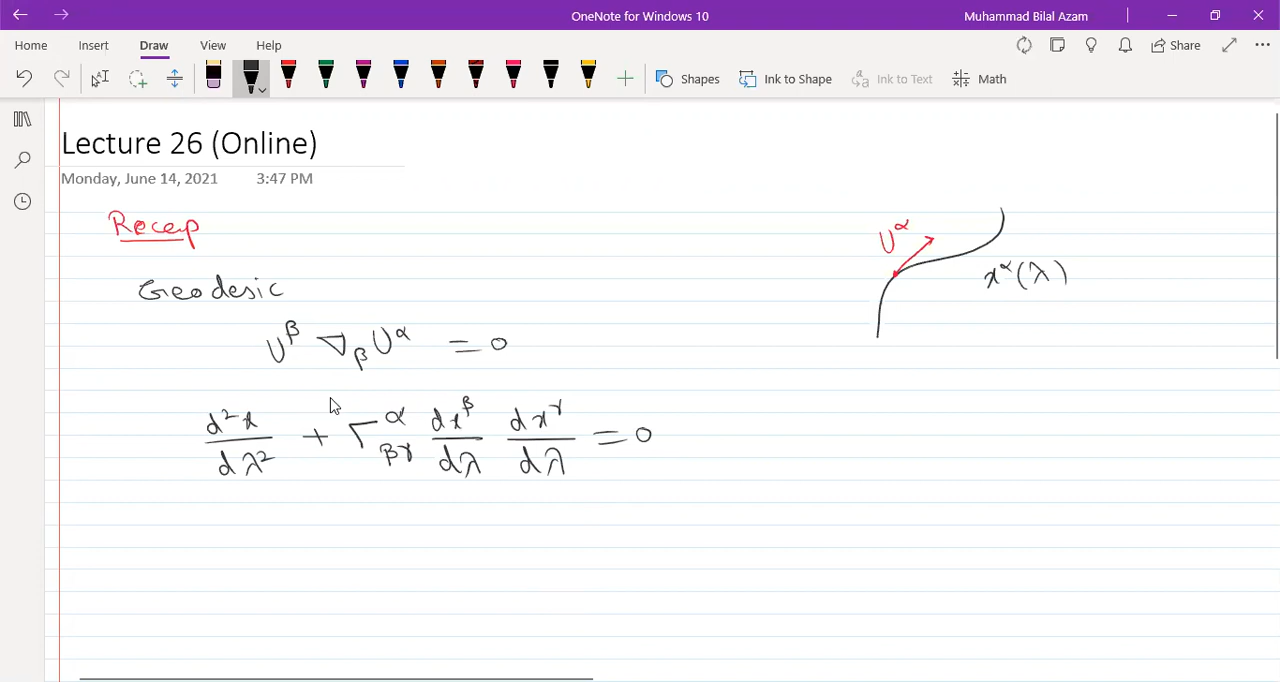 OneNote for Windows 10
Muhammad Bilal Azam
Home Insert Draw View Help
Share
Shapes Ink to Shape Ink to Text Math
Lecture 26 (Online)
Monday, June 14, 2021 3:47 PM
Recap
U^α
x^α(λ)
Geodesic
U^β ∇_β U^α = 0
d²x/dλ² + Γ^α_βγ dx^β/dλ dx^γ/dλ = 0